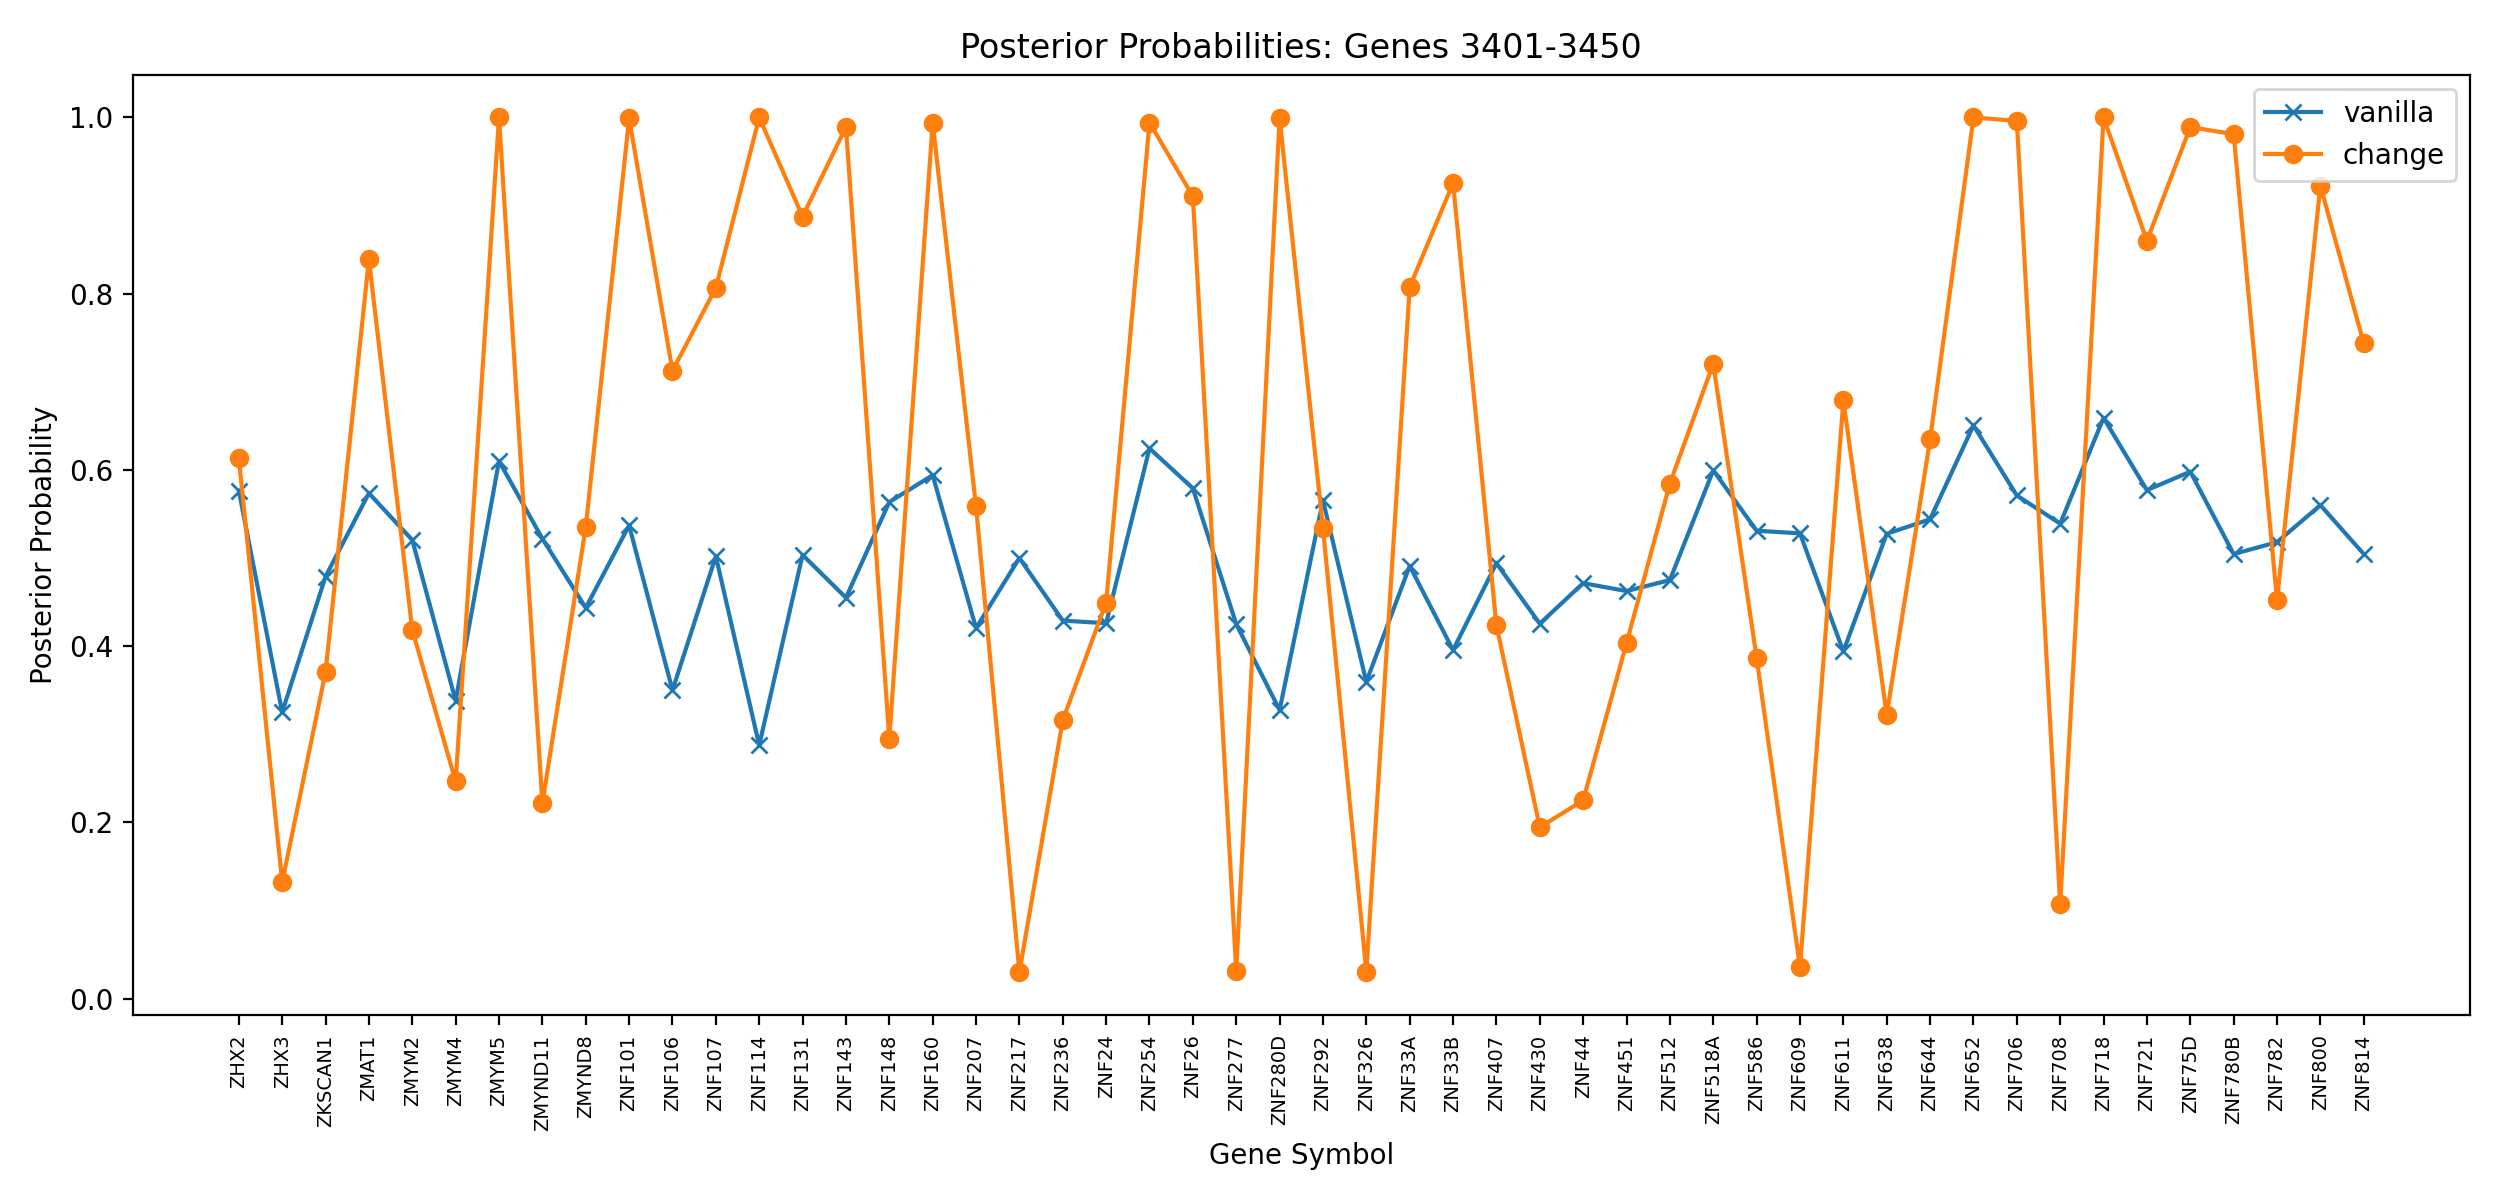 Posterior Probabilities: Genes 3401-3450
vanilla
change
Posterior Probability
1.0
0.8
0.6
0.4
0.2
0.0
ZHX2
ZHX3
ZKSCAN1
ZMAT1
ZMYM2
ZMYM4
ZMYM5
ZMYND11
ZMYND8
ZNF101
ZNF106
ZNF107
ZNF114
ZNF131
ZNF143
ZNF148
ZNF160
ZNF207
ZNF217
ZNF236
ZNF24
ZNF254
ZNF26
ZNF277
ZNF280D
ZNF292
ZNF326
ZNF33A
ZNF333B
ZNF407
ZNF430
ZNF44
ZNF451
ZNF512
ZNF518A
ZNF586
ZNF609
ZNF611
ZNF638
ZNF644
ZNF652
ZNF706
ZNF708
ZNF718
ZNF721
ZNF75D
ZNF780B
ZNF782
ZNF800
ZNF814
Gene Symbol